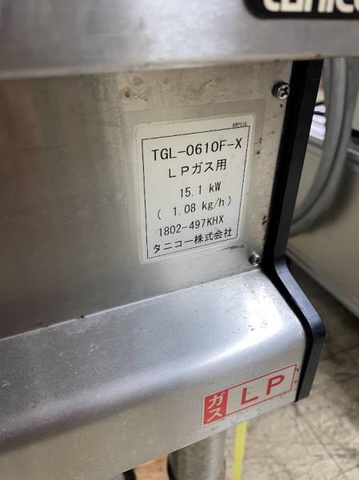 TGL-0610F-X
LPガス用
15.1 kW
( 1.08 kg/h)
1802-497KHX
タニコー株式会社
ガス LP